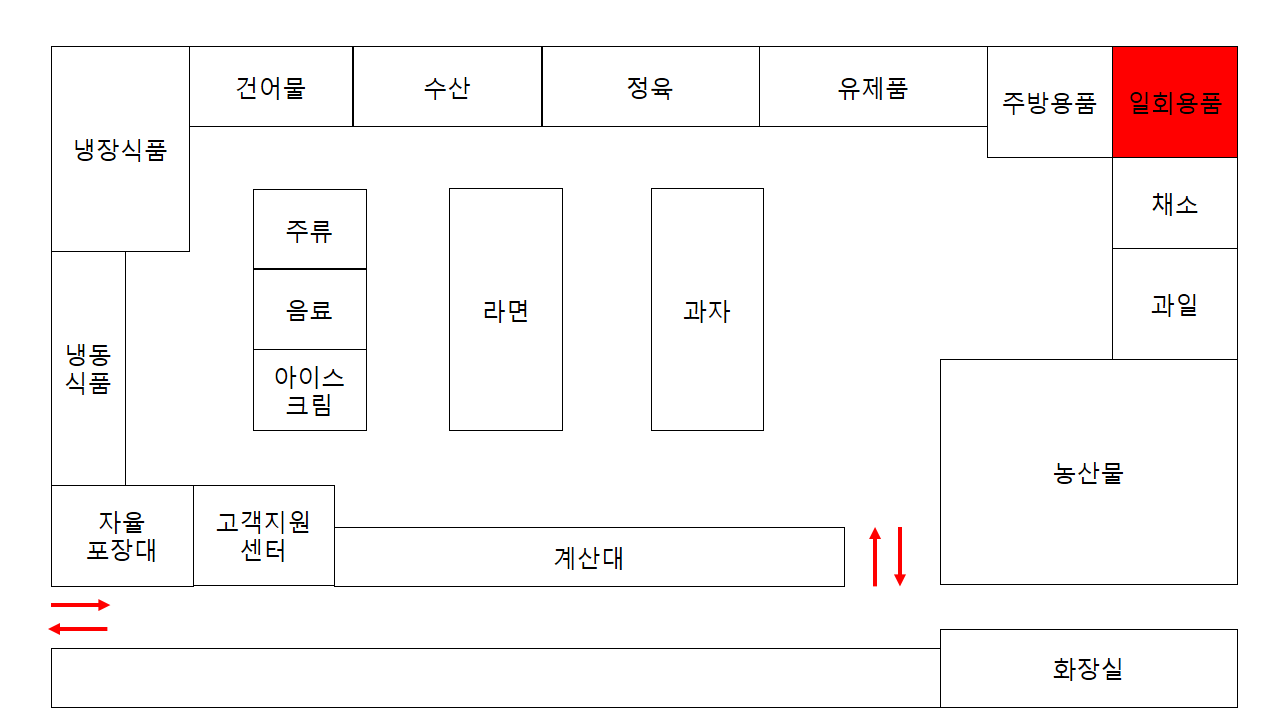 건어물
수산
정육
유제품
주방용품
일회용품
냉장식품
채소
주류
음료
라면
과자
과일
냉동
식품
아이스
크림
농산물
자율
포장대
고객지원
센터
계산대
화장실